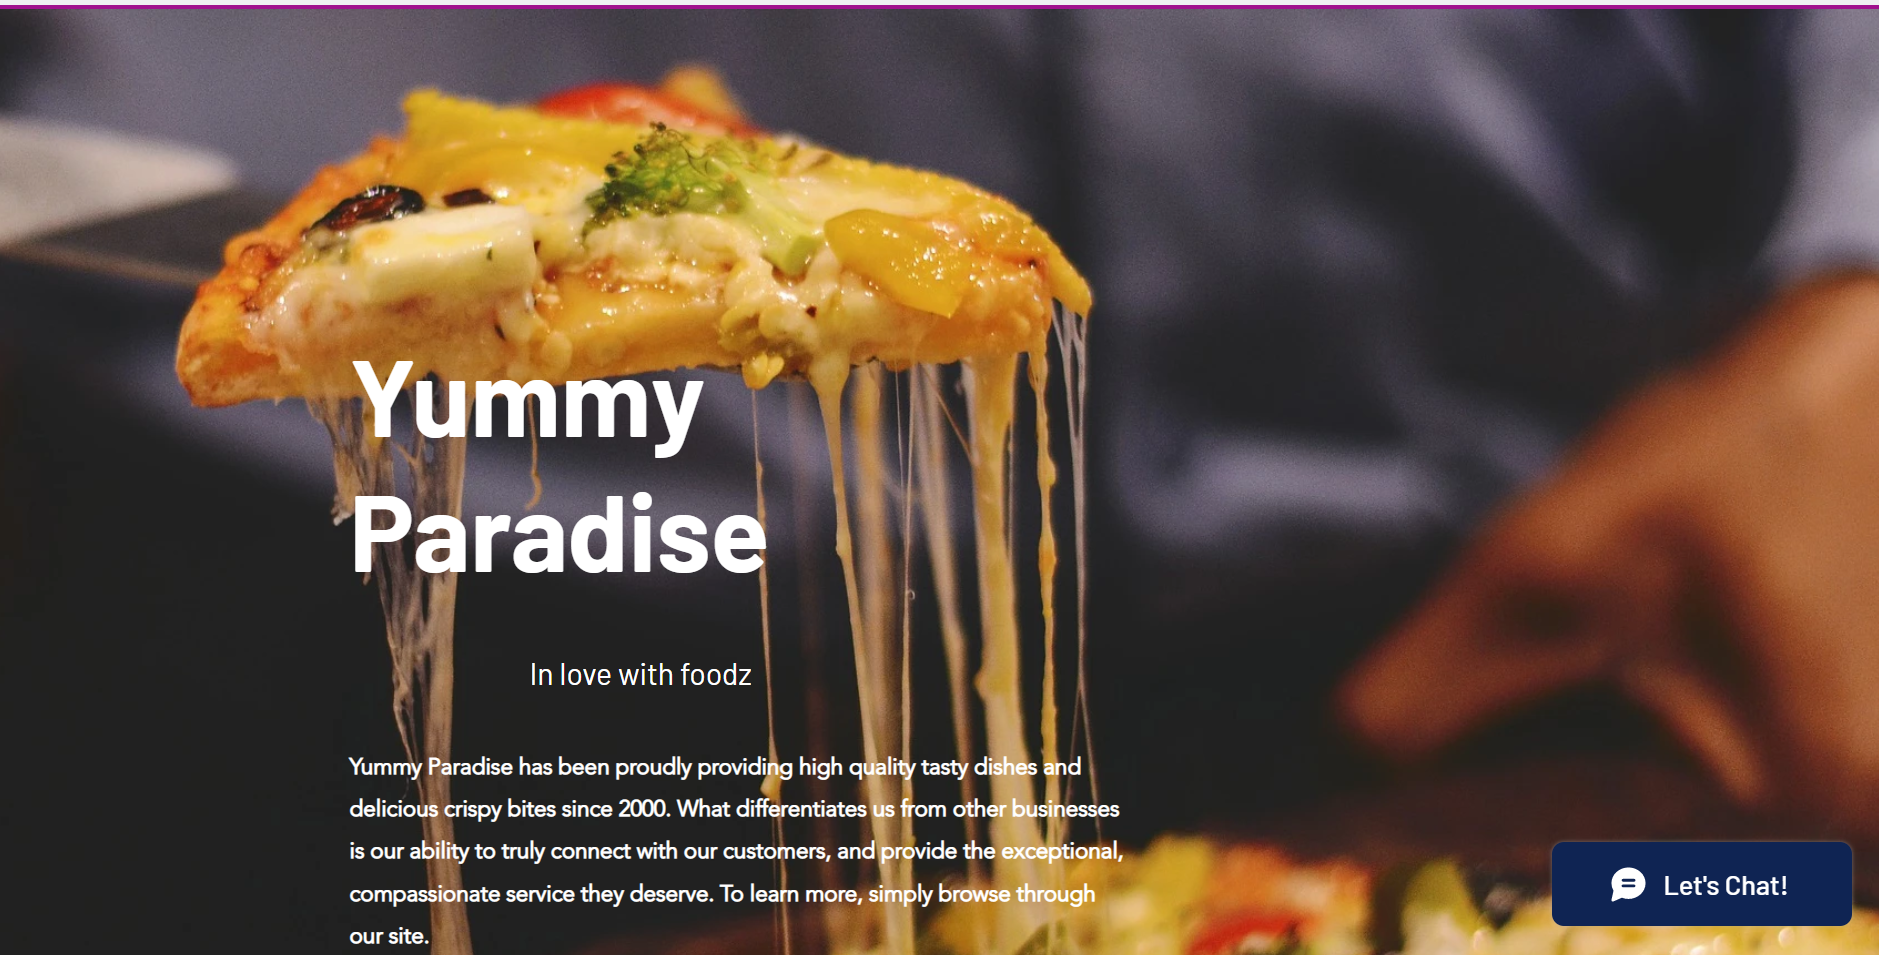 Yummy
Paradise
In love with foodz
Yummy Paradise has been proudly providing high quality tasty dishes and
delicious crispy bites since 2000. What differentiates us from other businesses
is our ability to truly connect with our customers, and provide the exceptional,
compassionate service they deserve. To learn more, simply browse through
our site.
Let's Chat!